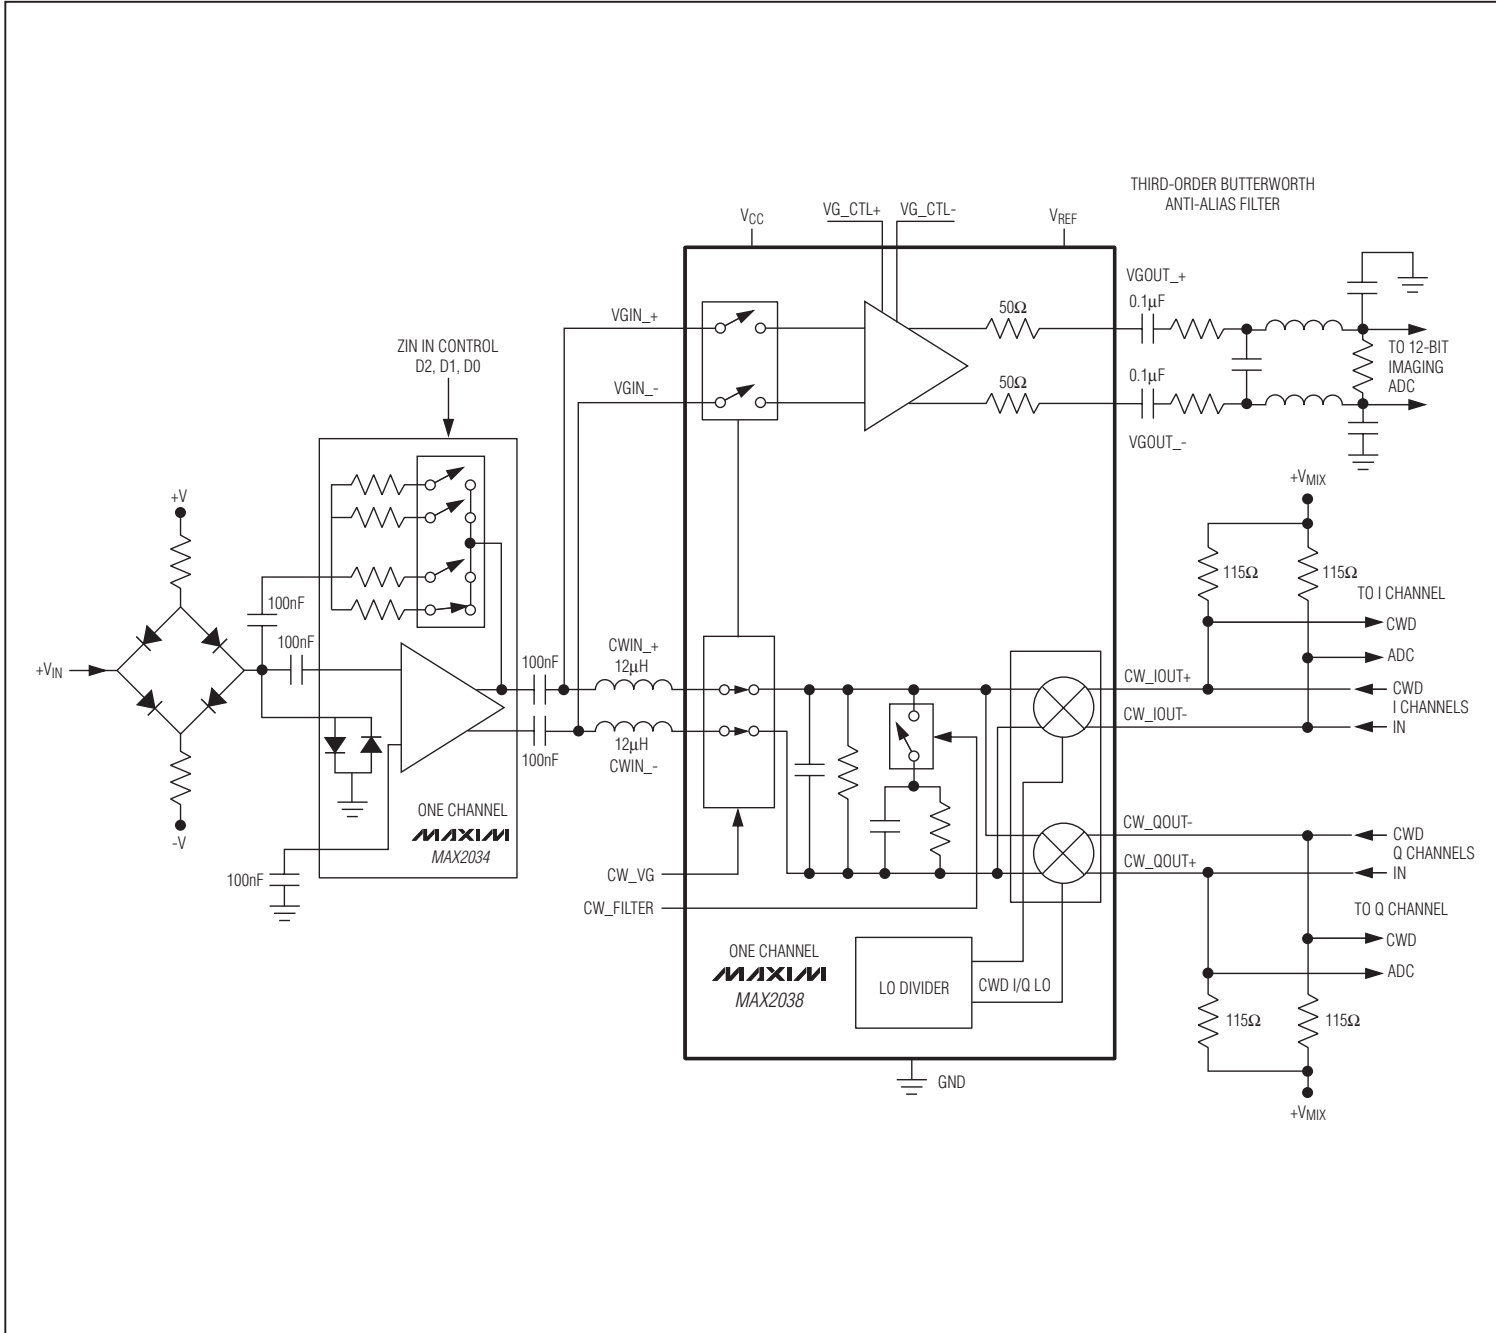 THIRD-ORDER BUTTERWORTH
ANTI-ALIAS FILTER
VCC
VG_CTL+
VG_CTL-
VREF
VGOUT_+
0.1μF
VGIN_+
50Ω
ZIN IN CONTROL
D2, D1, D0
TO 12-BIT
IMAGING
ADC
VGIN_-
50Ω
0.1μF
VGOUT_-
+VMIX
+V
115Ω
115Ω
TO I CHANNEL
CWD
ADC
100nF
100nF
+VIN
CWIN_+
12μH
100nF
12μH
CWIN_-
100nF
CW_IOUT+
CW_IOUT-
CWD
I CHANNELS
IN
ONE CHANNEL
MAXIM
MAX2034
-V
100nF
CW_QOUT-
CW_QOUT+
CWD
Q CHANNELS
IN
CW_VG
CW_FILTER
TO Q CHANNEL
CWD
ADC
ONE CHANNEL
MAXIM
MAX2038
LO DIVIDER
CWD I/Q LO
115Ω
115Ω
GND
+VMIX